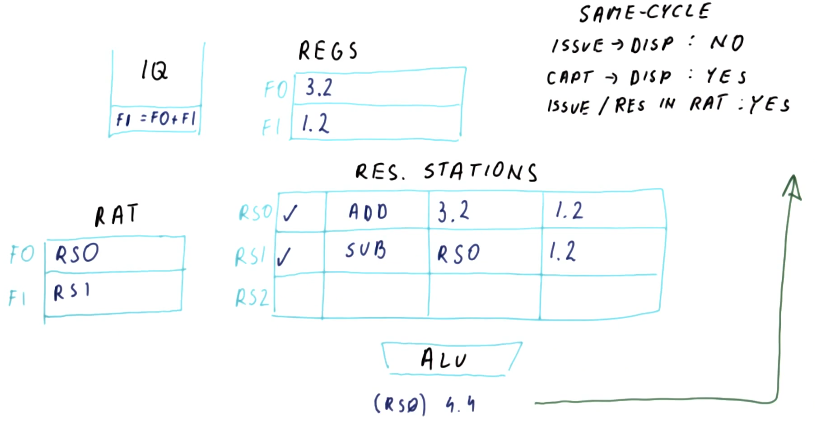 SAME-CYCLE
ISSUE → DISP : NO
CAPT → DISP : YES
ISSUE / RES IN RAT : YES
IQ
F1 = F0 + F1
REGS
F0 3.2
F1 1.2
RES. STATIONS
RS0 ✓ ADD 3.2 1.2
RS1 ✓ SUB RS0 1.2
RS2
RAT
F0 RS0
F1 RS1
ALU
(RS0) 4.4